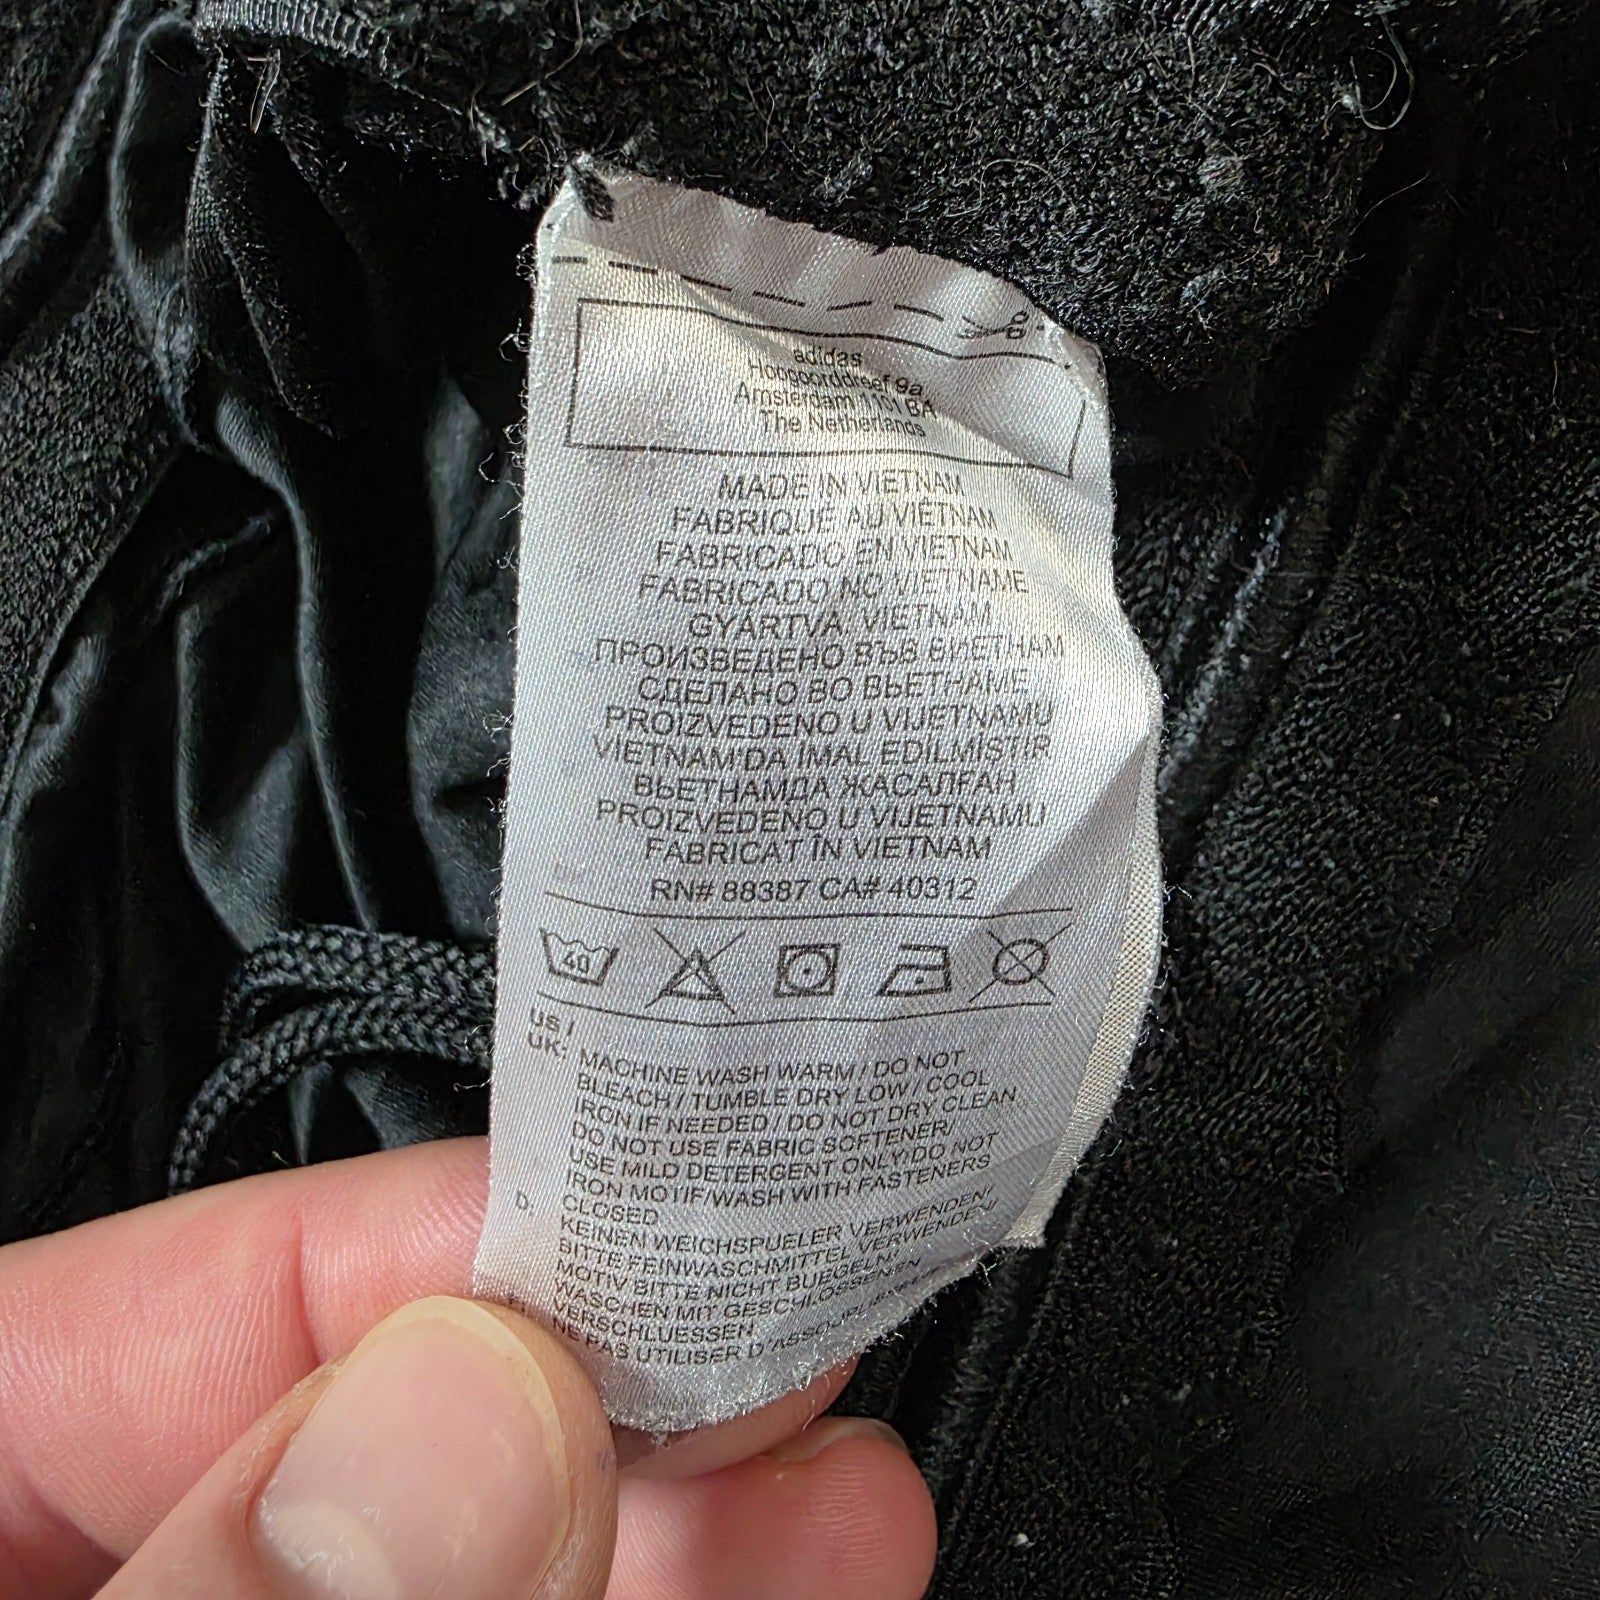 adidas
Hoogoorddreef 9a
Amsterdam 1101 BA
The Netherlands
MADE IN VIETNAM
FABRIQUÉ AU VIÊTNAM
FABRICADO EN VIETNAM
FABRICADO NO VIETNAME
GYÁRTVA: VIETNAM
ПРОИЗВЕДЕНО ВЪВ ВИЕТНАМ
СДЕЛАНО ВО ВЬЕТНАМЕ
PROIZVEDENO U VIJETNAMU
VIETNAM'DA İMAL EDİLMİŞTİR
ВЬЕТНАМДА ЖАСАЛҒАН
PROIZVEDENO U VIJETNAMU
FABRICAT ÎN VIETNAM
RN# 88387 CA# 40312
40
US /
UK: MACHINE WASH WARM / DO NOT
BLEACH / TUMBLE DRY LOW / COOL
IRON IF NEEDED / DO NOT DRY CLEAN
DO NOT USE FABRIC SOFTENER/
USE MILD DETERGENT ONLY/DO NOT
IRON MOTIF/WASH WITH FASTENERS
CLOSED
D: KEINEN WEICHSPUELER VERWENDEN/
BITTE FEINWASCHMITTEL VERWENDEN/
MOTIV BITTE NICHT BUEGELN/
WASCHEN MIT GESCHLOSSENEN
VERSCHLUESSEN
NE PAS UTILISER